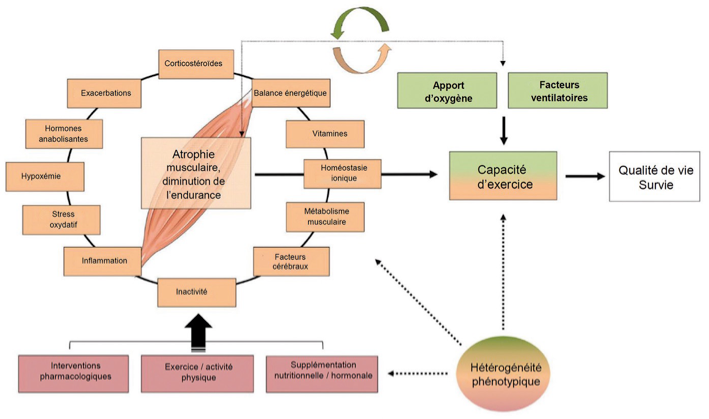 Corticostéroïdes
Exacerbations
Balance énergétique
Hormones
anabolisantes
Vitamines
Hypoxémie
Homéostasie
ionique
Stress
oxydatif
Métabolisme
musculaire
Inflammation
Facteurs
cérébraux
Inactivité
Atrophie
musculaire,
diminution de
l'endurance
Apport
d'oxygène
Facteurs
ventilatoires
Capacité
d'exercice
Qualité de vie
Survie
Interventions
pharmacologiques
Exercice / activité
physique
Supplémentation
nutritionnelle / hormonale
Hétérogénéité
phénotypique